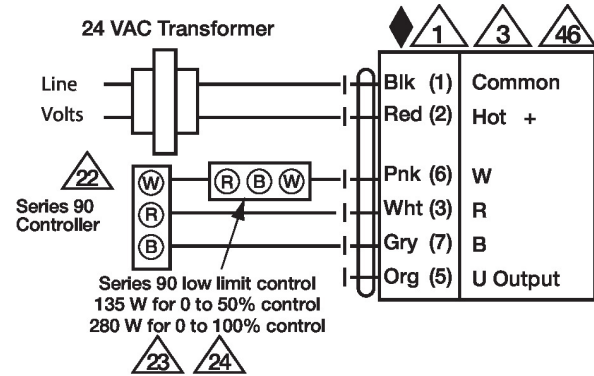 24 VAC Transformer
1 3 46
Line
Volts
Blk (1) Common
Red (2) Hot +
22
Series 90
Controller
W R B W Pnk (6) W
R Wht (3) R
B Gry (7) B
Org (5) U Output
Series 90 low limit control
135 W for 0 to 50% control
280 W for 0 to 100% control
23 24